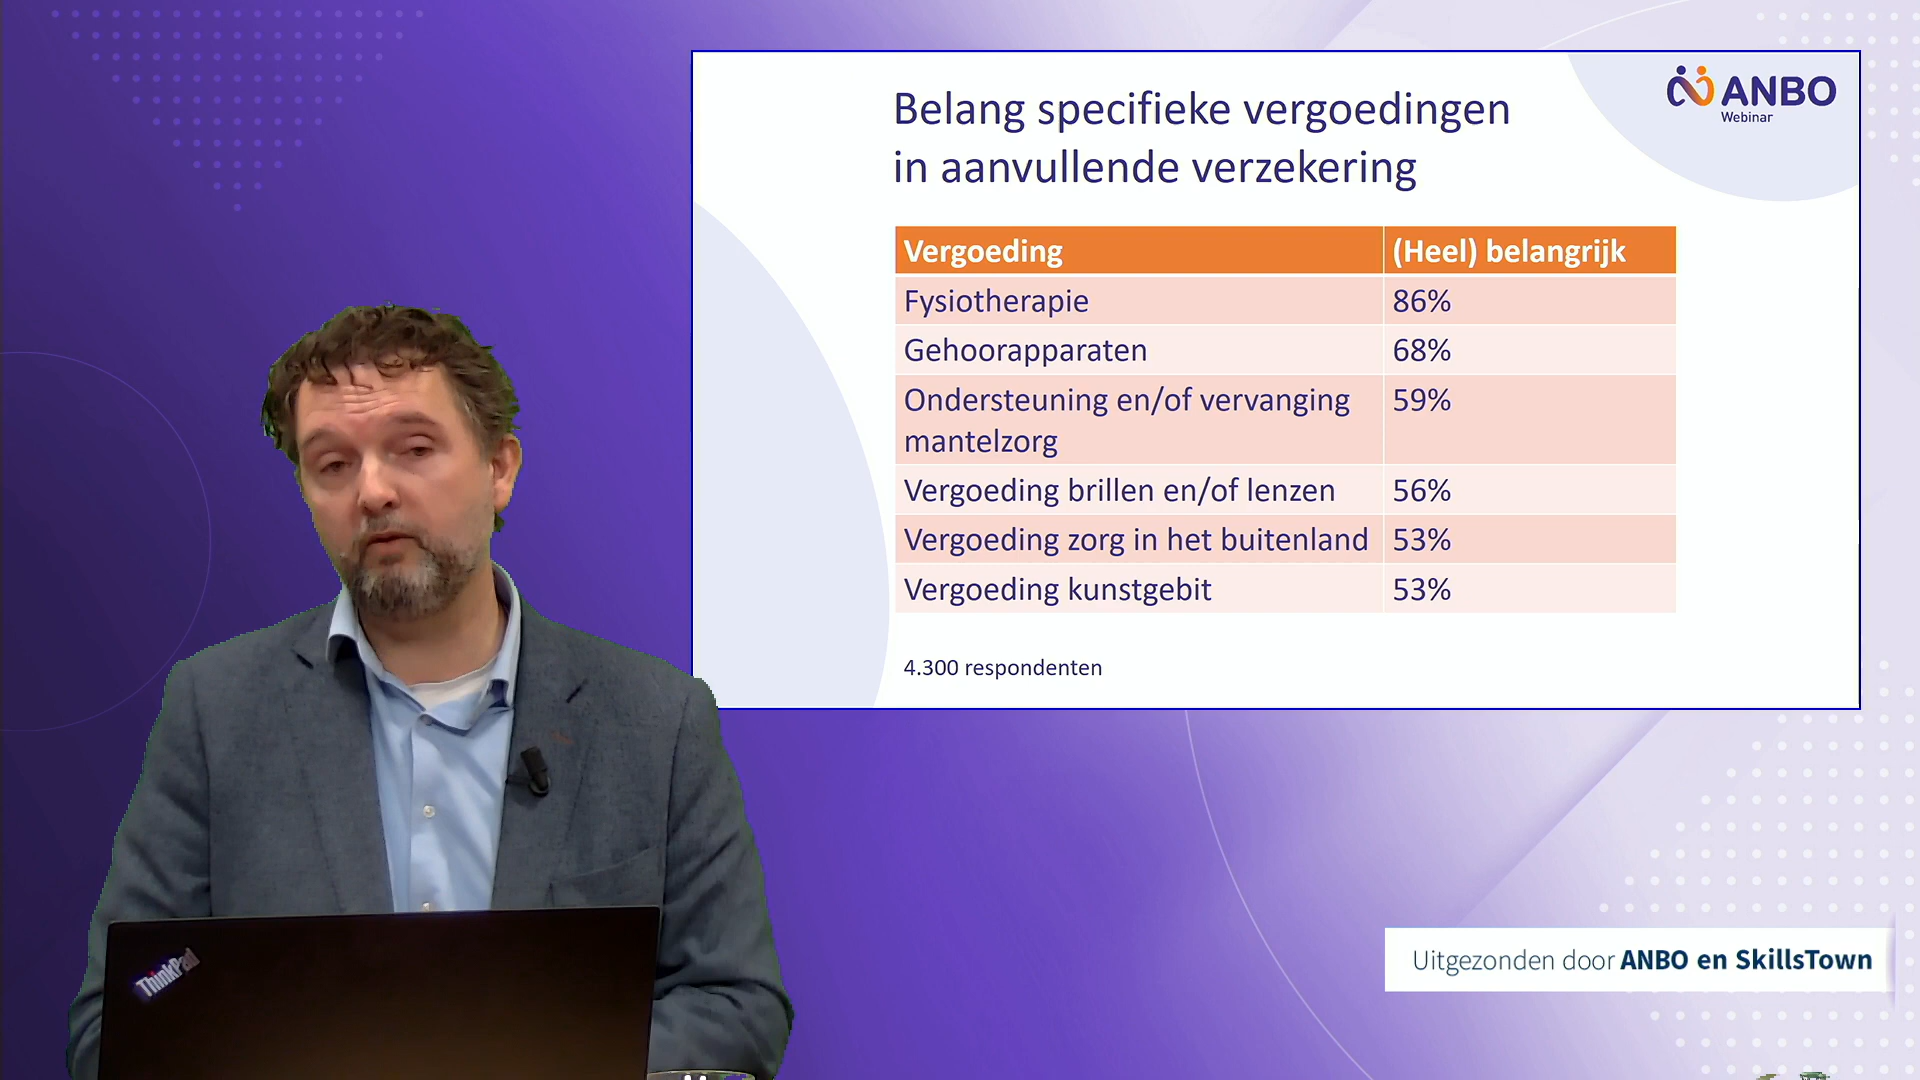 ANBO
Webinar
Belang specifieke vergoedingen
in aanvullende verzekering
Vergoeding (Heel) belangrijk
Fysiotherapie 86%
Gehoorapparaten 68%
Ondersteuning en/of vervanging 59%
mantelzorg
Vergoeding brillen en/of lenzen 56%
Vergoeding zorg in het buitenland 53%
Vergoeding kunstgebit 53%
4.300 respondenten
ThinkPad
Uitgezonden door ANBO en SkillsTown